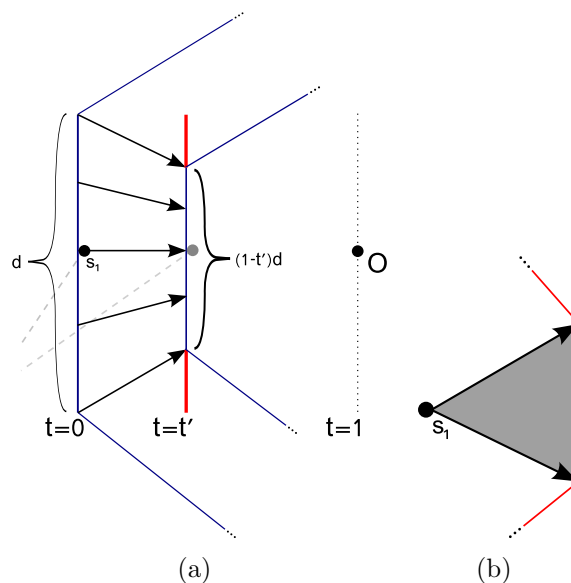 d
s₁
(1-t')d
O
t=0
t=t'
t=1
s₁
(a)
(b)